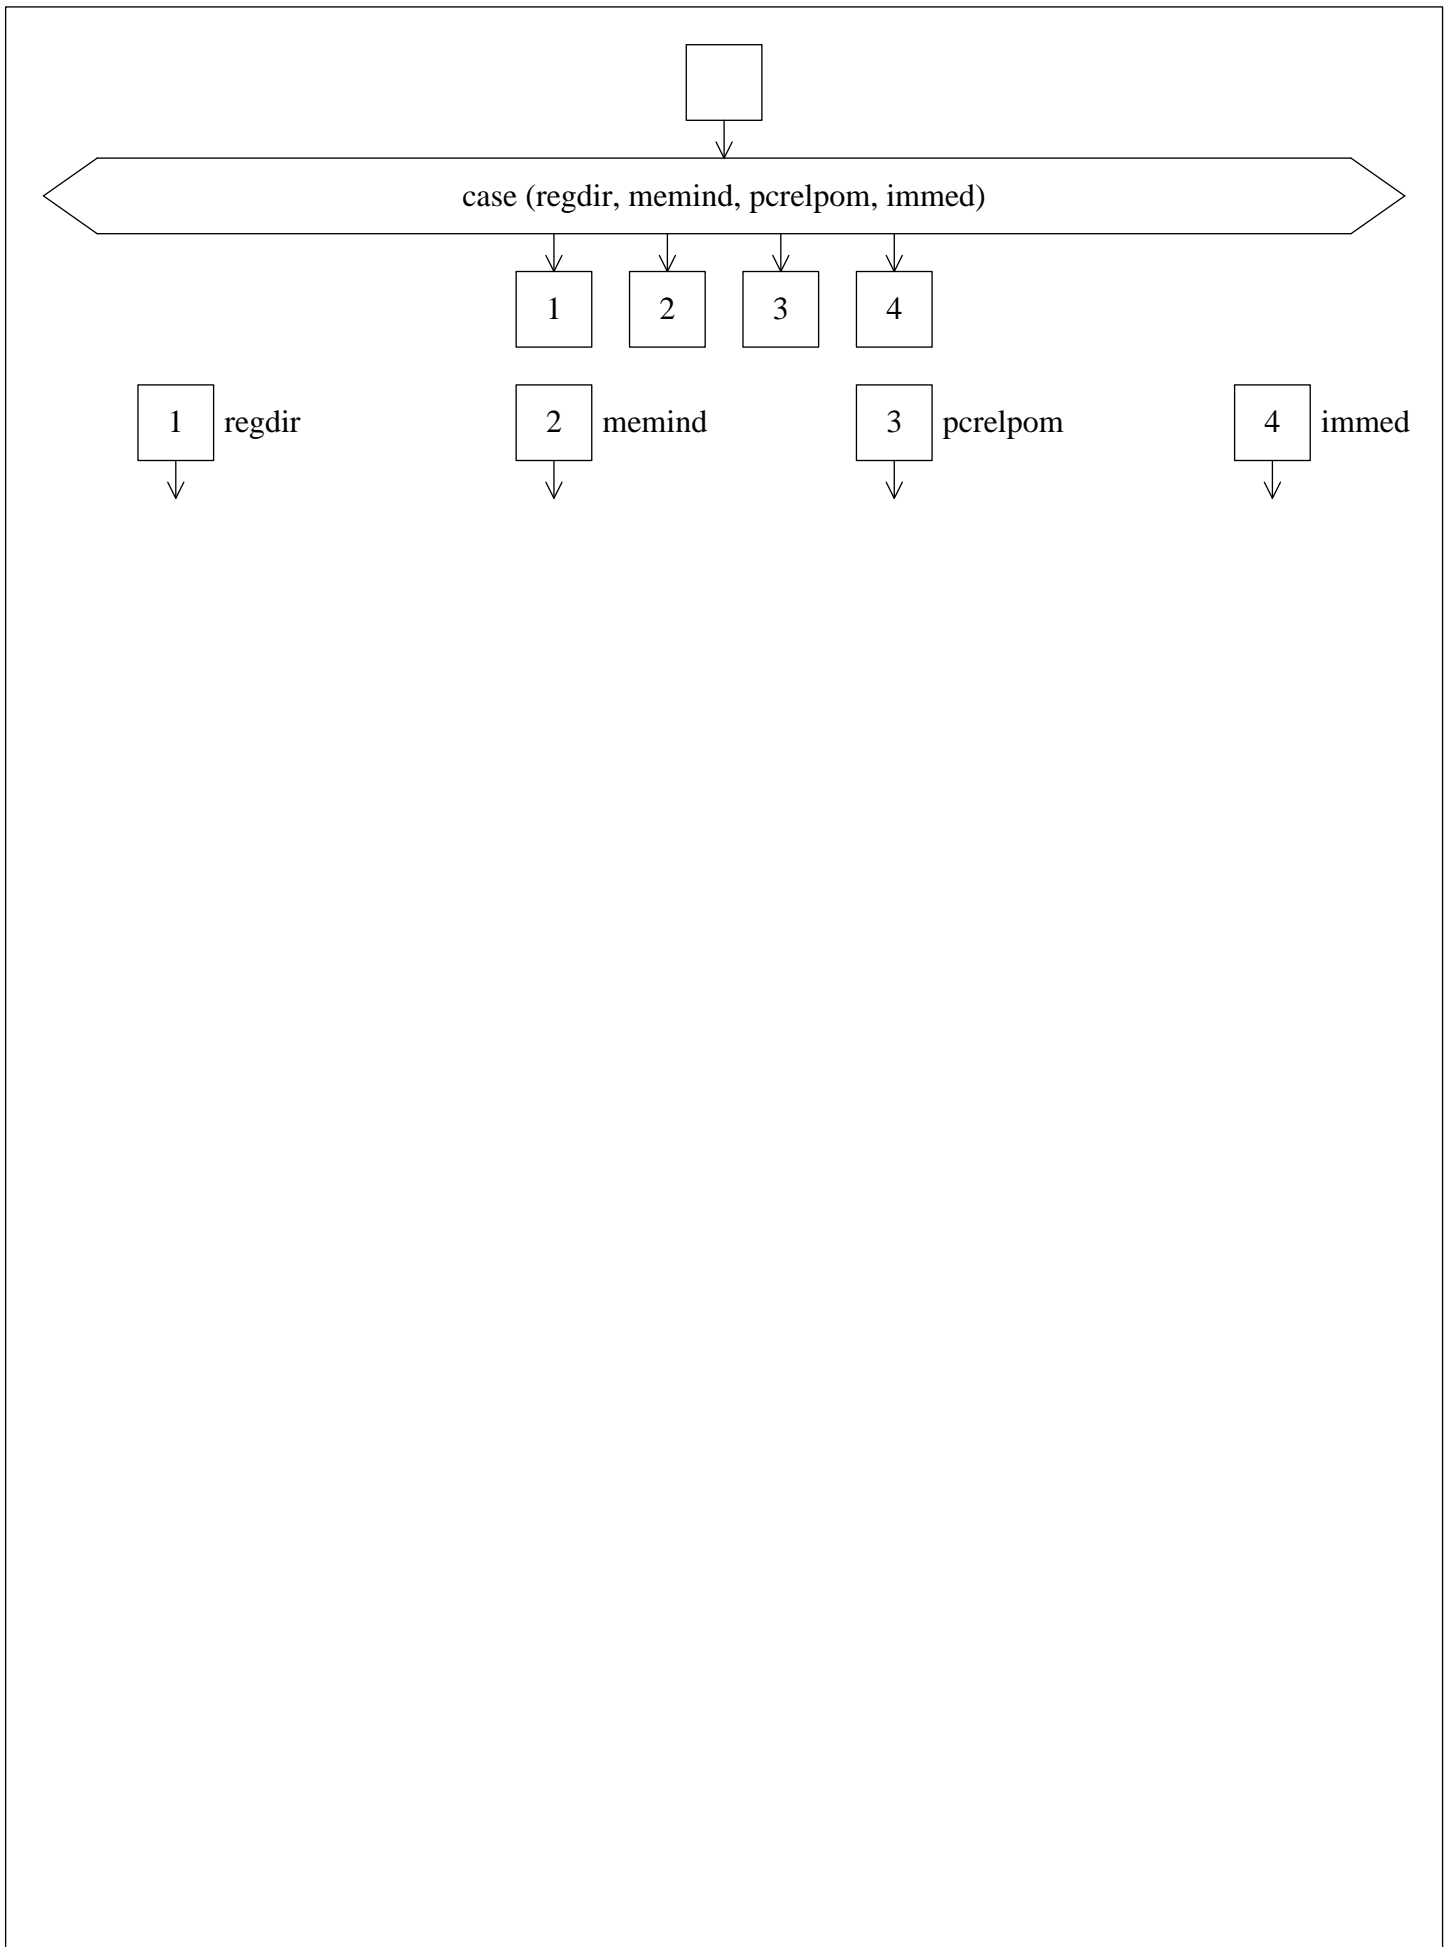 case (regdir, memind, pcrelpom, immed)
1 2 3 4
1 regdir 2 memind 3 pcrelpom 4 immed